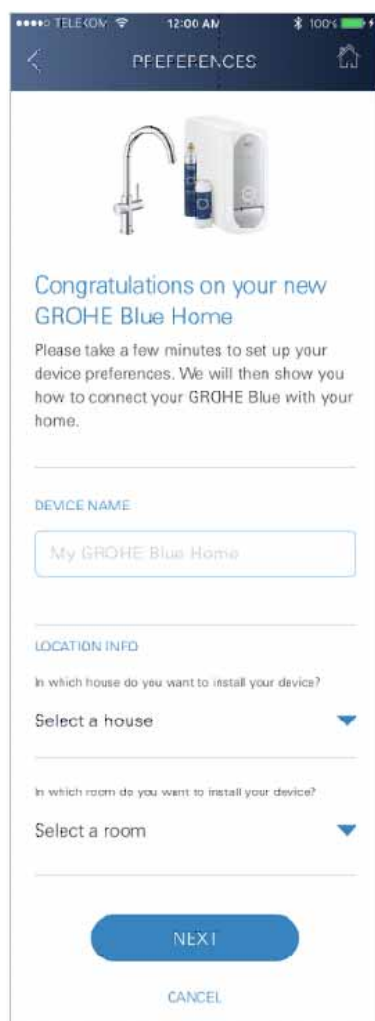 TELEKOM 12:00 AM 100%
PREFERENCES
Congratulations on your new
GROHE Blue Home
Please take a few minutes to set up your
device preferences. We will then show you
how to connect your GROHE Blue with your
home.
DEVICE NAME
My GROHE Blue Home
LOCATION INFO
In which house do you want to install your device?
Select a house
In which room do you want to install your device?
Select a room
NEXT
CANCEL